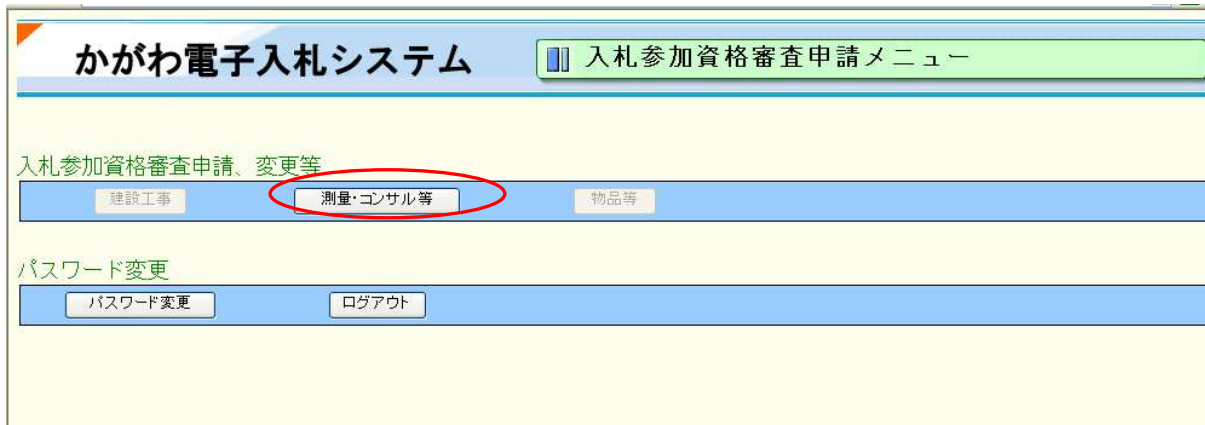 かがわ電子入札システム 入札参加資格審査申請メニュー
入札参加資格審査申請、変更等
建設工事 測量・コンサル等 物品等
パスワード変更
パスワード変更 ログアウト